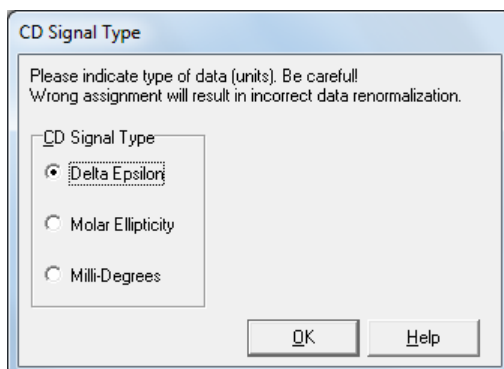 CD Signal Type
Please indicate type of data (units). Be careful!
Wrong assignment will result in incorrect data renormalization.
CD Signal Type
Delta Epsilon
Molar Ellipticity
Milli-Degrees
OK Help